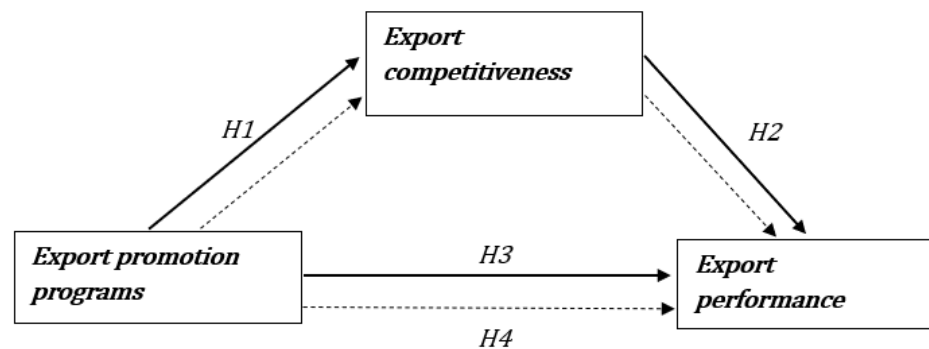 Export
competitiveness
H1
H2
Export promotion
programs
H3
Export
performance
H4